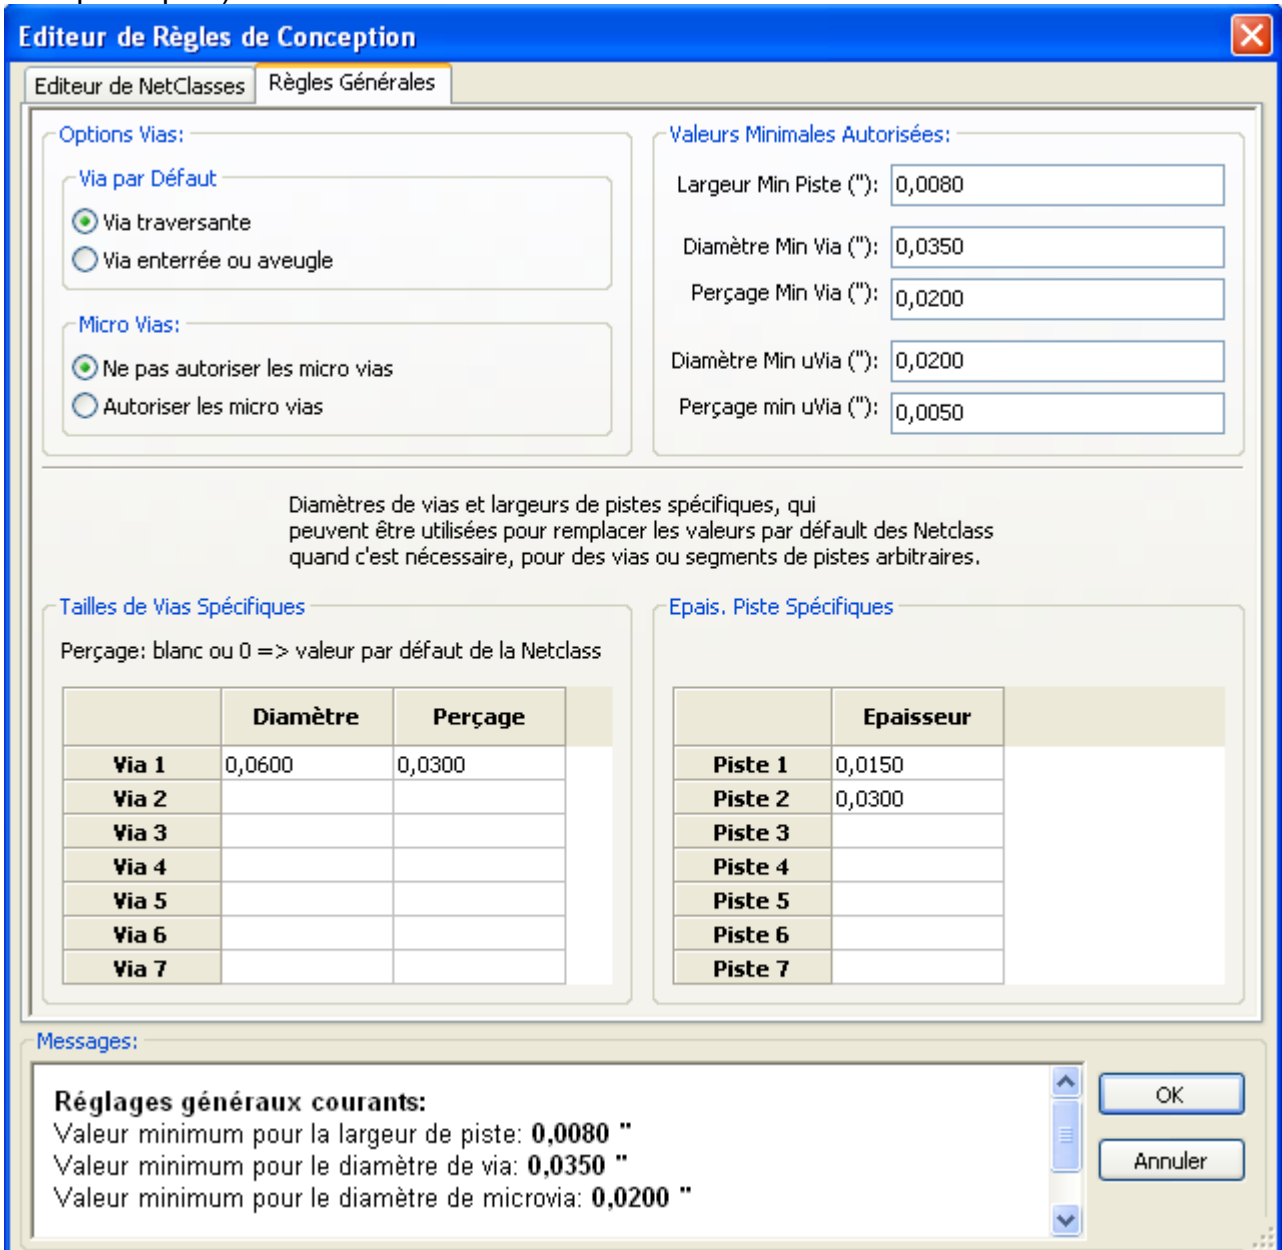 Editeur de Règles de Conception
Editeur de NetClasses
Règles Générales
Options Vias:
Via par Défaut
Via traversante
Via enterrée ou aveugle
Micro Vias:
Ne pas autoriser les micro vias
Autoriser les micro vias
Valeurs Minimales Autorisées:
Largeur Min Piste ("): 0,0080
Diamètre Min Via ("): 0,0350
Perçage Min Via ("): 0,0200
Diamètre Min uVia ("): 0,0200
Perçage min uVia ("): 0,0050
Diamètres de vias et largeurs de pistes spécifiques, qui
peuvent être utilisées pour remplacer les valeurs par défault des Netclass
quand c'est nécessaire, pour des vias ou segments de pistes arbitraires.
Tailles de Vias Spécifiques
Perçage: blanc ou 0 => valeur par défaut de la Netclass
Diamètre Perçage
Via 1 0,0600 0,0300
Via 2
Via 3
Via 4
Via 5
Via 6
Via 7
Epais. Piste Spécifiques
Epaisseur
Piste 1 0,0150
Piste 2 0,0300
Piste 3
Piste 4
Piste 5
Piste 6
Piste 7
Messages:
Réglages généraux courants:
Valeur minimum pour la largeur de piste: 0,0080 "
Valeur minimum pour le diamètre de via: 0,0350 "
Valeur minimum pour le diamètre de microvia: 0,0200 "
OK
Annuler